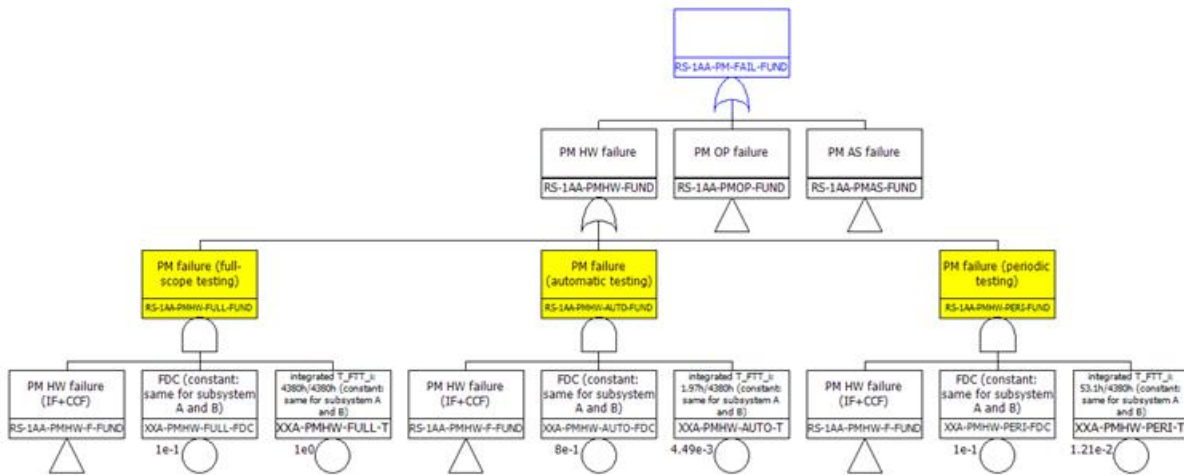 RS-1AA-PM-FAIL-FUND
PM HW failure
RS-1AA-PMHW-FUND
PM OP failure
RS-1AA-PMOP-FUND
PM AS failure
RS-1AA-PMAS-FUND
PM failure (full-
scope testing)
RS-1AA-PMHW-FULL-FUND
PM failure
(automatic testing)
RS-1AA-PMHW-AUTO-FUND
PM failure (periodic
testing)
RS-1AA-PMHW-PERI-FUND
PM HW failure
(IF+CCF)
RS-1AA-PMHW-F-FUND
FDC (constant:
same for subsystem
A and B)
XXA-PMHW-FULL-FDC
1e-1
integrated T_FTT_i:
4380h/4380h (constant:
same for subsystem A
and B)
XXA-PMHW-FULL-T
1e0
PM HW failure
(IF+CCF)
RS-1AA-PMHW-F-FUND
FDC (constant:
same for subsystem
A and B)
XXA-PMHW-AUTO-FDC
8e-1
integrated T_FTT_i:
1.97h/4380h (constant:
same for subsystem A
and B)
XXA-PMHW-AUTO-T
4.49e-3
PM HW failure
(IF+CCF)
RS-1AA-PMHW-F-FUND
FDC (constant:
same for subsystem
A and B)
XXA-PMHW-PERI-FDC
1e-1
integrated T_FTT_i:
53.1h/4380h (constant:
same for subsystem A
and B)
XXA-PMHW-PERI-T
1.21e-2